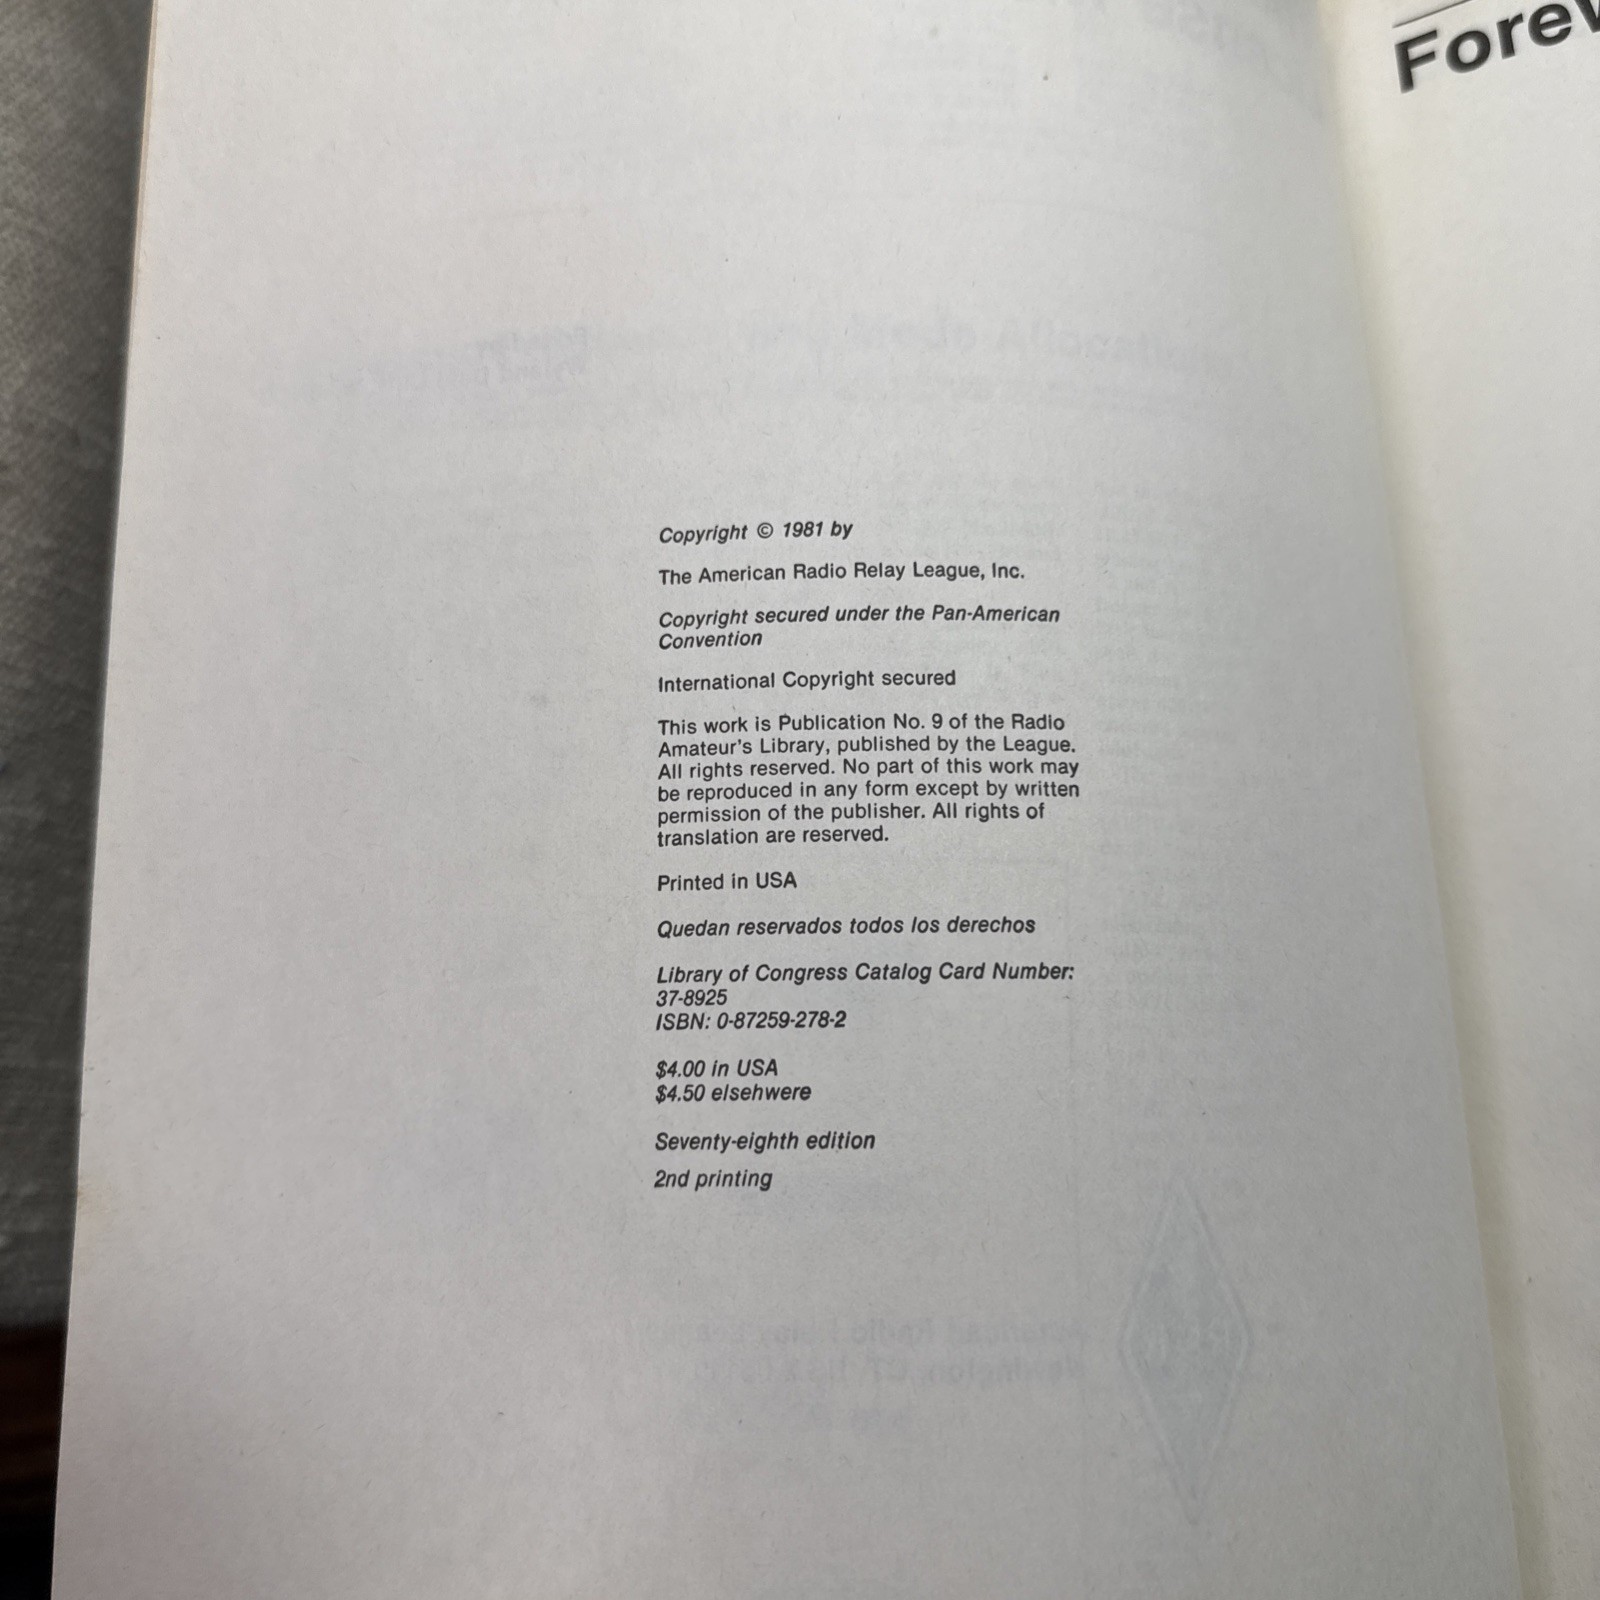 Copyright © 1981 by
The American Radio Relay League, Inc.
Copyright secured under the Pan-American
Convention
International Copyright secured
This work is Publication No. 9 of the Radio
Amateur's Library, published by the League.
All rights reserved. No part of this work may
be reproduced in any form except by written
permission of the publisher. All rights of
translation are reserved.
Printed in USA
Quedan reservados todos los derechos
Library of Congress Catalog Card Number:
37-8925
ISBN: 0-87259-278-2
$4.00 in USA
$4.50 elsehwere
Seventy-eighth edition
2nd printing